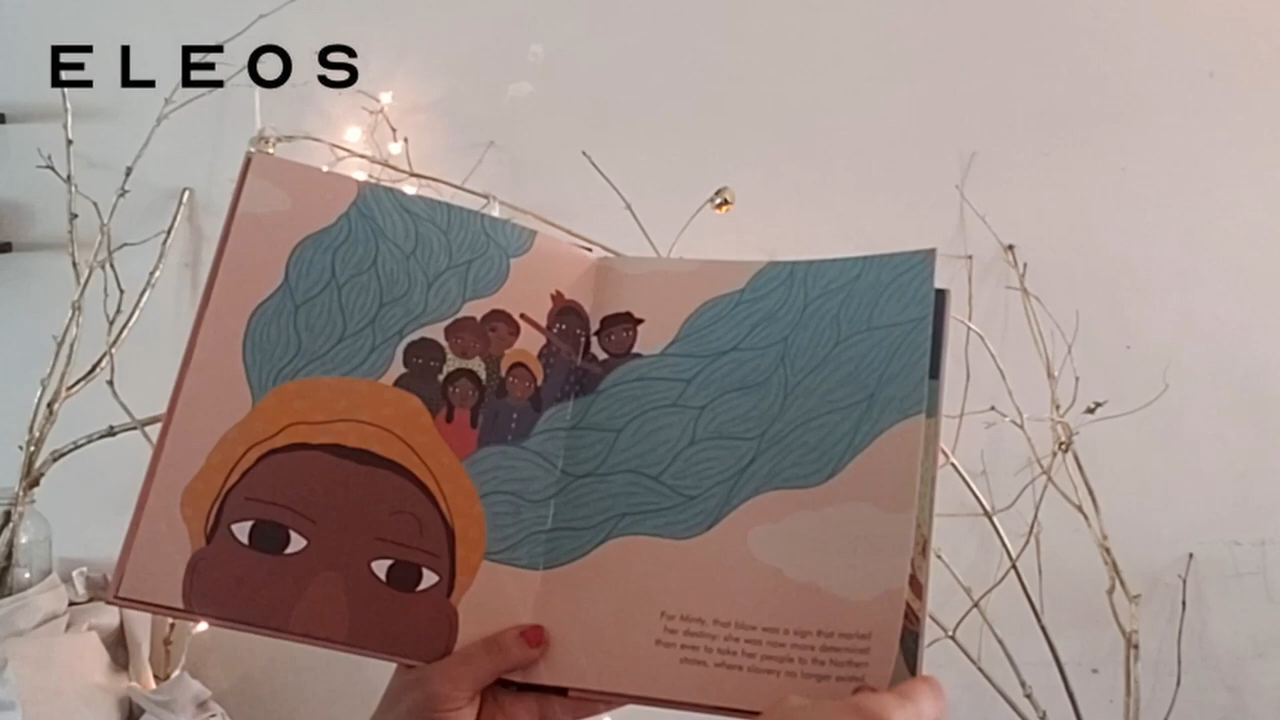 ELEOS
For Minty, that blow was a sign that marked
her destiny: she was now more determined
than ever to take her people to the Northern
states, where slavery no longer existed.